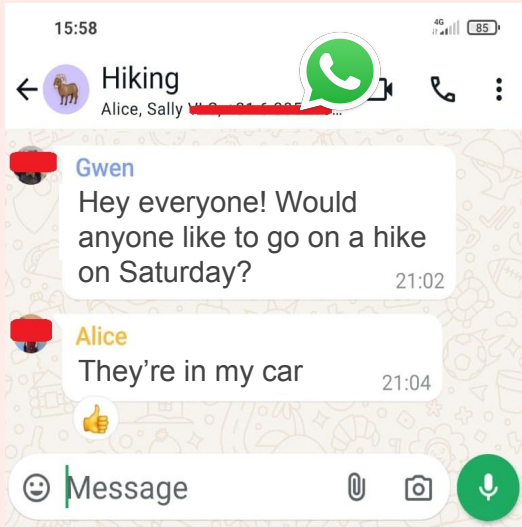 15:58
4G
85
Hiking
Alice, Sally
Gwen
Hey everyone! Would
anyone like to go on a hike
on Saturday?
21:02
Alice
They're in my car
21:04
Message